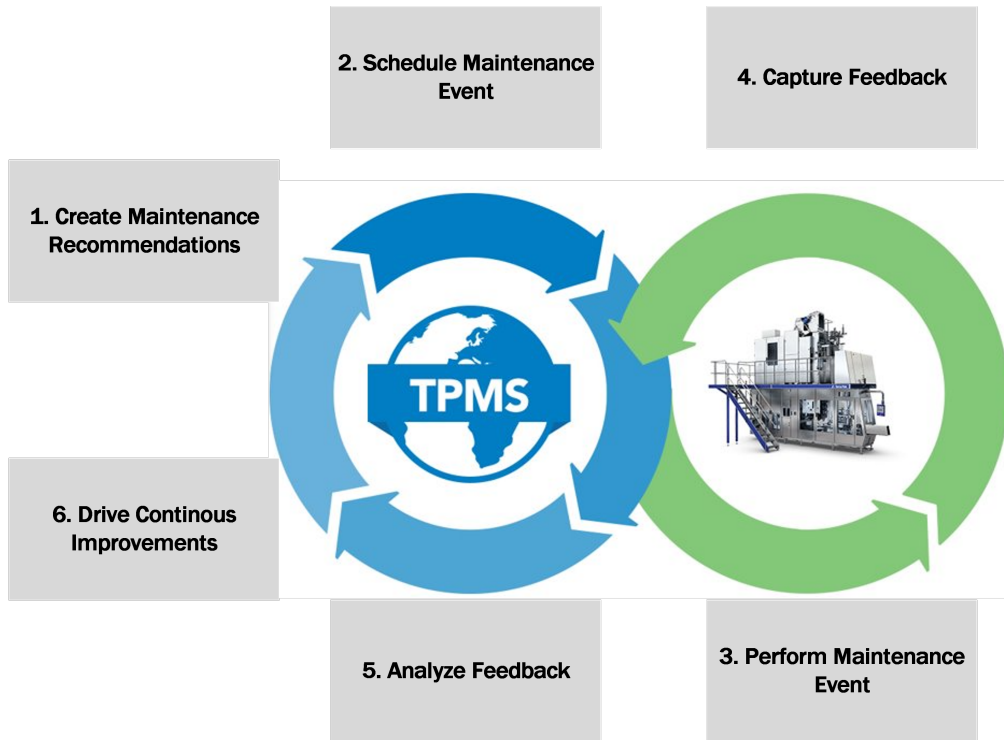 2. Schedule Maintenance
Event
4. Capture Feedback
1. Create Maintenance
Recommendations
TPMS
6. Drive Continous
Improvements
5. Analyze Feedback
3. Perform Maintenance
Event